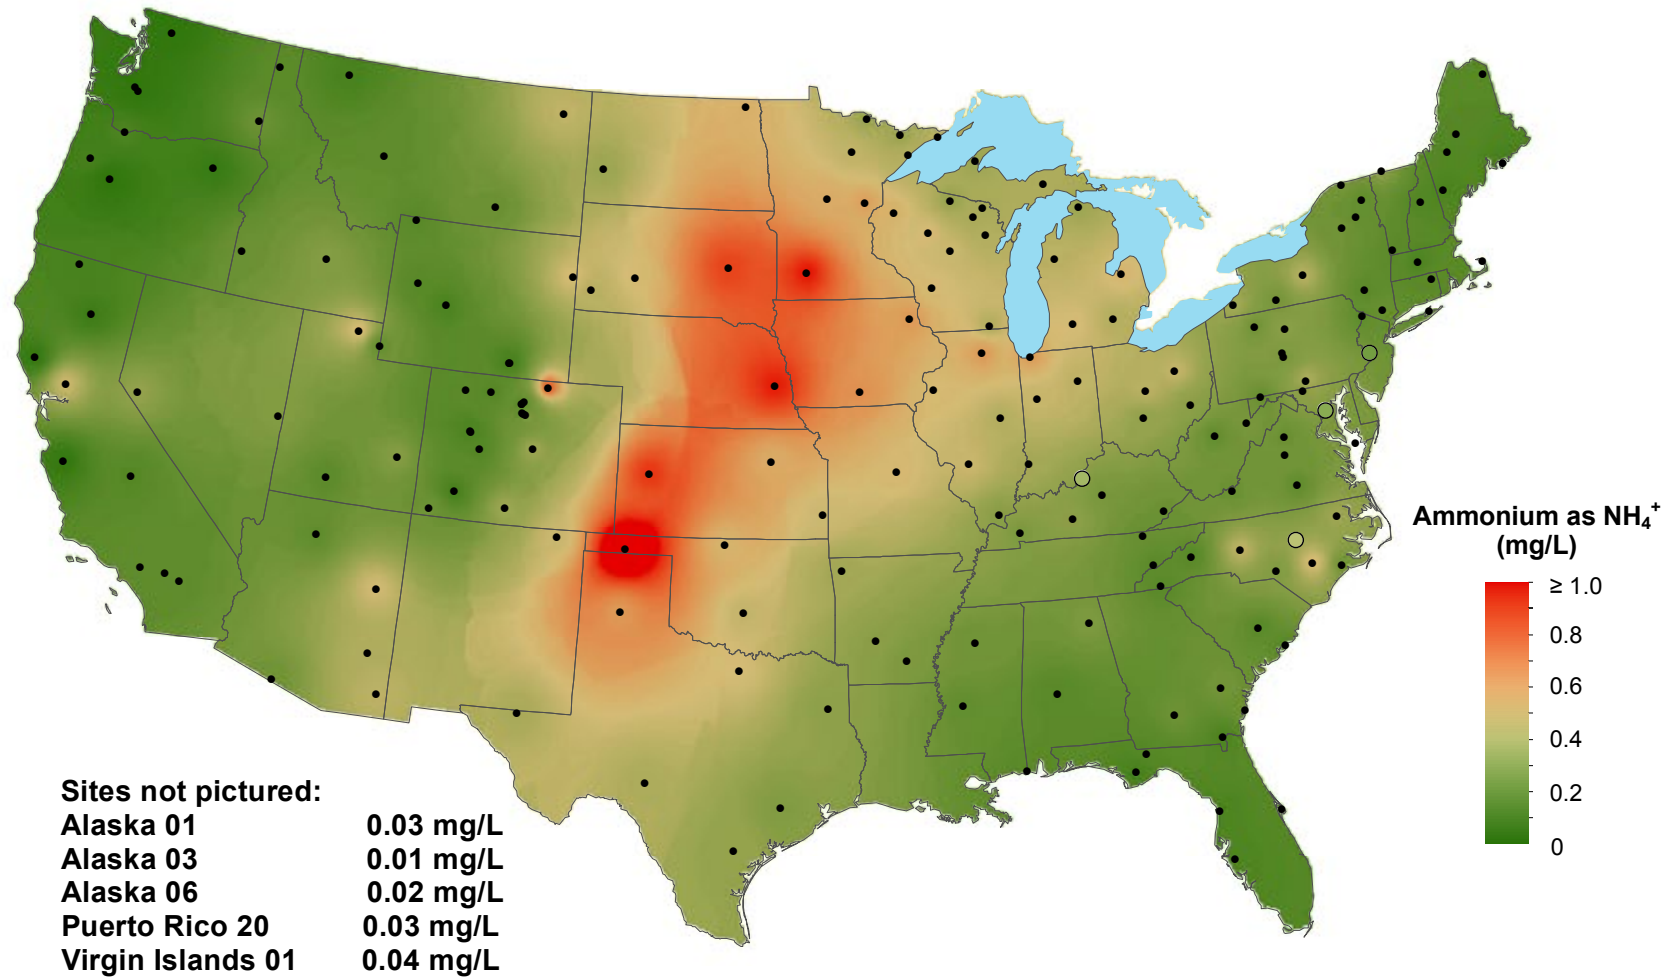 Ammonium as NH₄⁺
(mg/L)
≥ 1.0
0.8
0.6
0.4
0.2
0
Sites not pictured:
Alaska 01 0.03 mg/L
Alaska 03 0.01 mg/L
Alaska 06 0.02 mg/L
Puerto Rico 20 0.03 mg/L
Virgin Islands 01 0.04 mg/L